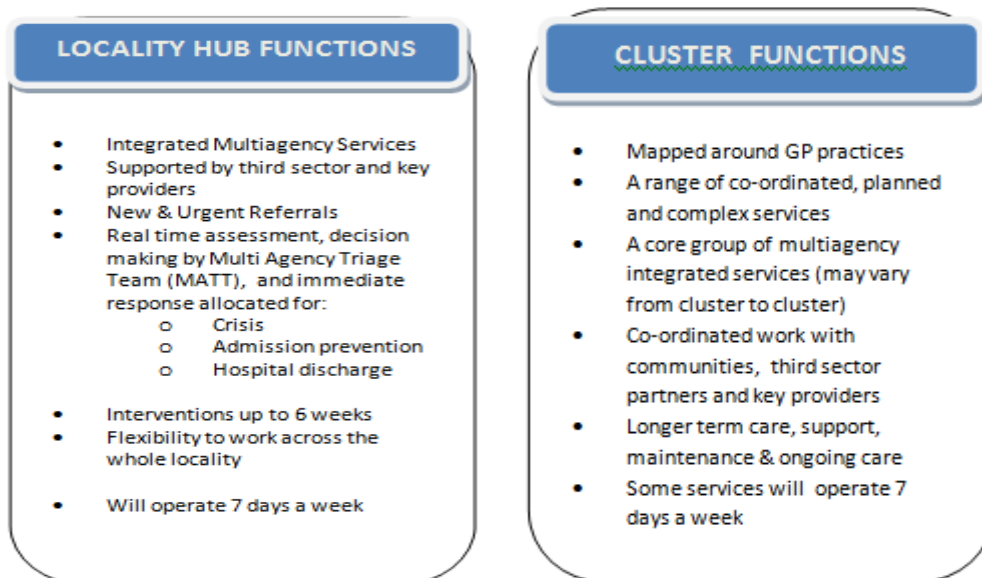 LOCALITY HUB FUNCTIONS
• Integrated Multiagency Services
• Supported by third sector and key
providers
• New & Urgent Referrals
• Real time assessment, decision
making by Multi Agency Triage
Team (MATT),  and immediate
response allocated for:
o Crisis
o Admission prevention
o Hospital discharge
• Interventions up to 6 weeks
• Flexibility to work across the
whole locality
• Will operate 7 days a week
CLUSTER  FUNCTIONS
• Mapped around GP practices
• A range of co-ordinated, planned
and complex services
• A core group of multiagency
integrated services (may vary
from cluster to cluster)
• Co-ordinated work with
communities,  third sector
partners and key providers
• Longer term care, support,
maintenance & ongoing care
• Some services will  operate 7
days a week